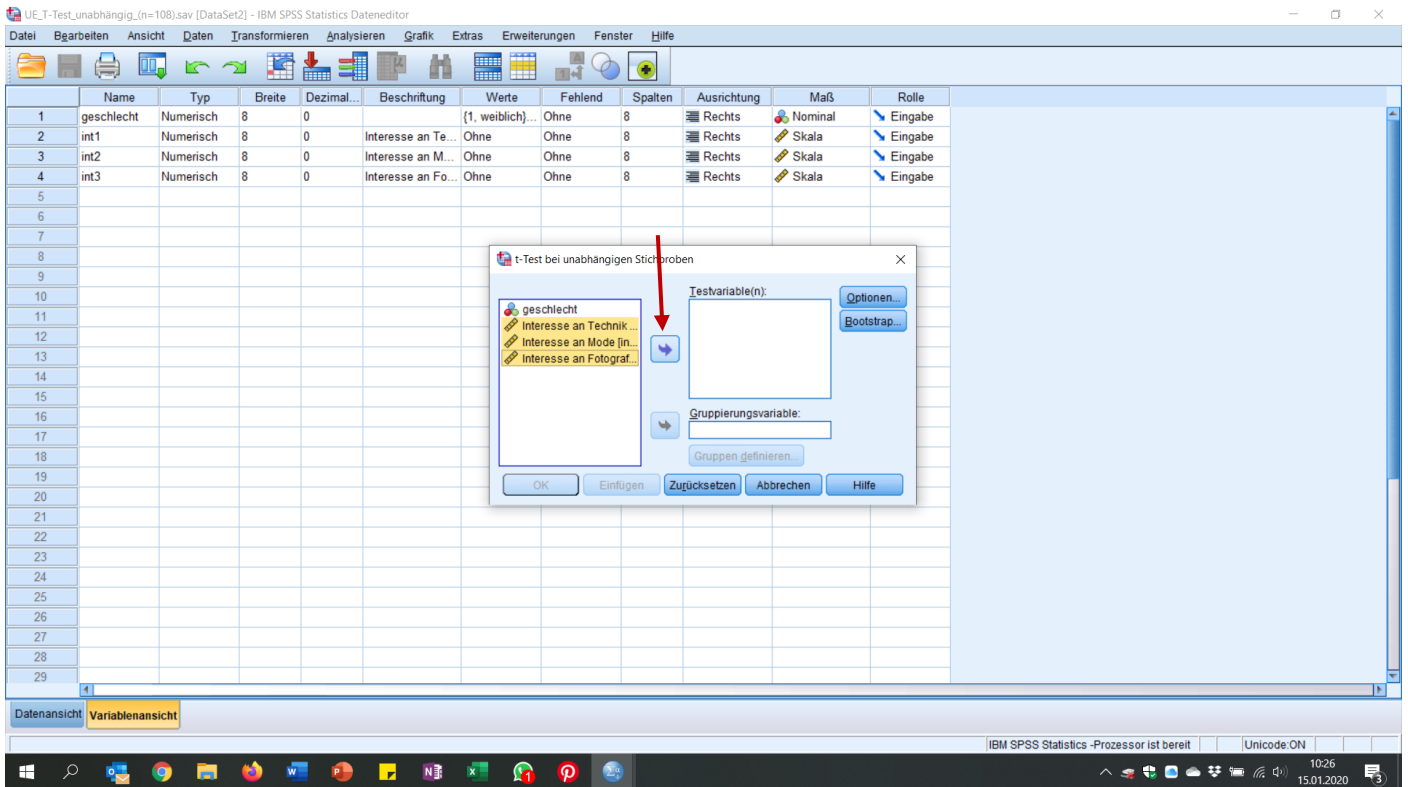 UE_T-Test_unabhängig_(n=108).sav [DataSet2] - IBM SPSS Statistics Dateneditor
Datei Bearbeiten Ansicht Daten Transformieren Analysieren Grafik Extras Erweiterungen Fenster Hilfe
Name Typ Breite Dezimal... Beschriftung Werte Fehlend Spalten Ausrichtung Maß Rolle
1 geschlecht Numerisch 8 0 {1, weiblich}... Ohne 8 Rechts Nominal Eingabe
2 int1 Numerisch 8 0 Interesse an Te... Ohne Ohne 8 Rechts Skala Eingabe
3 int2 Numerisch 8 0 Interesse an M... Ohne Ohne 8 Rechts Skala Eingabe
4 int3 Numerisch 8 0 Interesse an Fo... Ohne Ohne 8 Rechts Skala Eingabe
5
6
7
8
9
10
11
12
13
14
15
16
17
18
19
20
21
22
23
24
25
26
27
28
29
t-Test bei unabhängigen Stichproben
Testvariable(n):
geschlecht
Interesse an Technik ...
Interesse an Mode [in...
Interesse an Fotograf...
Optionen...
Bootstrap...
Gruppierungsvariable:
Gruppen definieren...
OK Einfügen Zurücksetzen Abbrechen Hilfe
Datenansicht Variablenansicht
IBM SPSS Statistics -Prozessor ist bereit Unicode:ON
10:26
15.01.2020